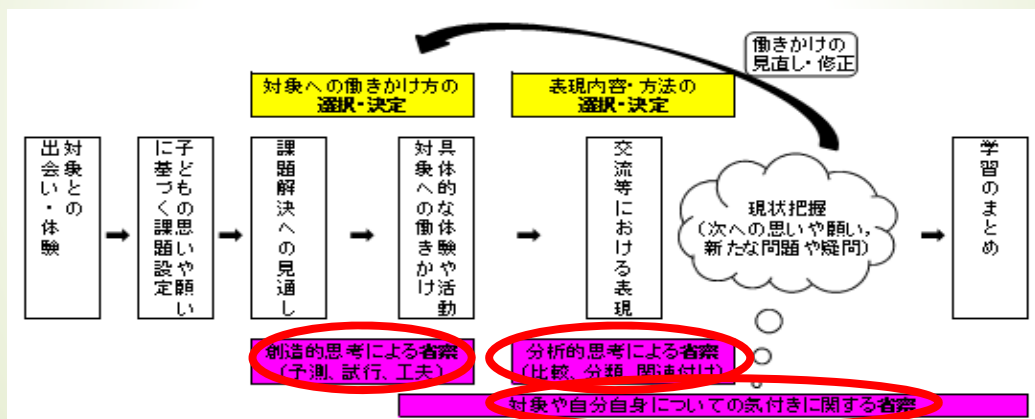 働きかけの
見直し・修正
対象への働きかけ方の
選択・決定
表現内容・方法の
選択・決定
対象との
出会い・体験
子どもの思いや願い
に基づく課題設定
課題解決への見通し
具体的な体験や活動
対象への働きかけ
交流等における表現
現状把握
(次への思いや願い,
新たな問題や疑問)
学習のまとめ
創造的思考による省察
(予測、試行、工夫)
分析的思考による省察
(比較、分類、関連付け)
対象や自分自身についての気付きに関する省察